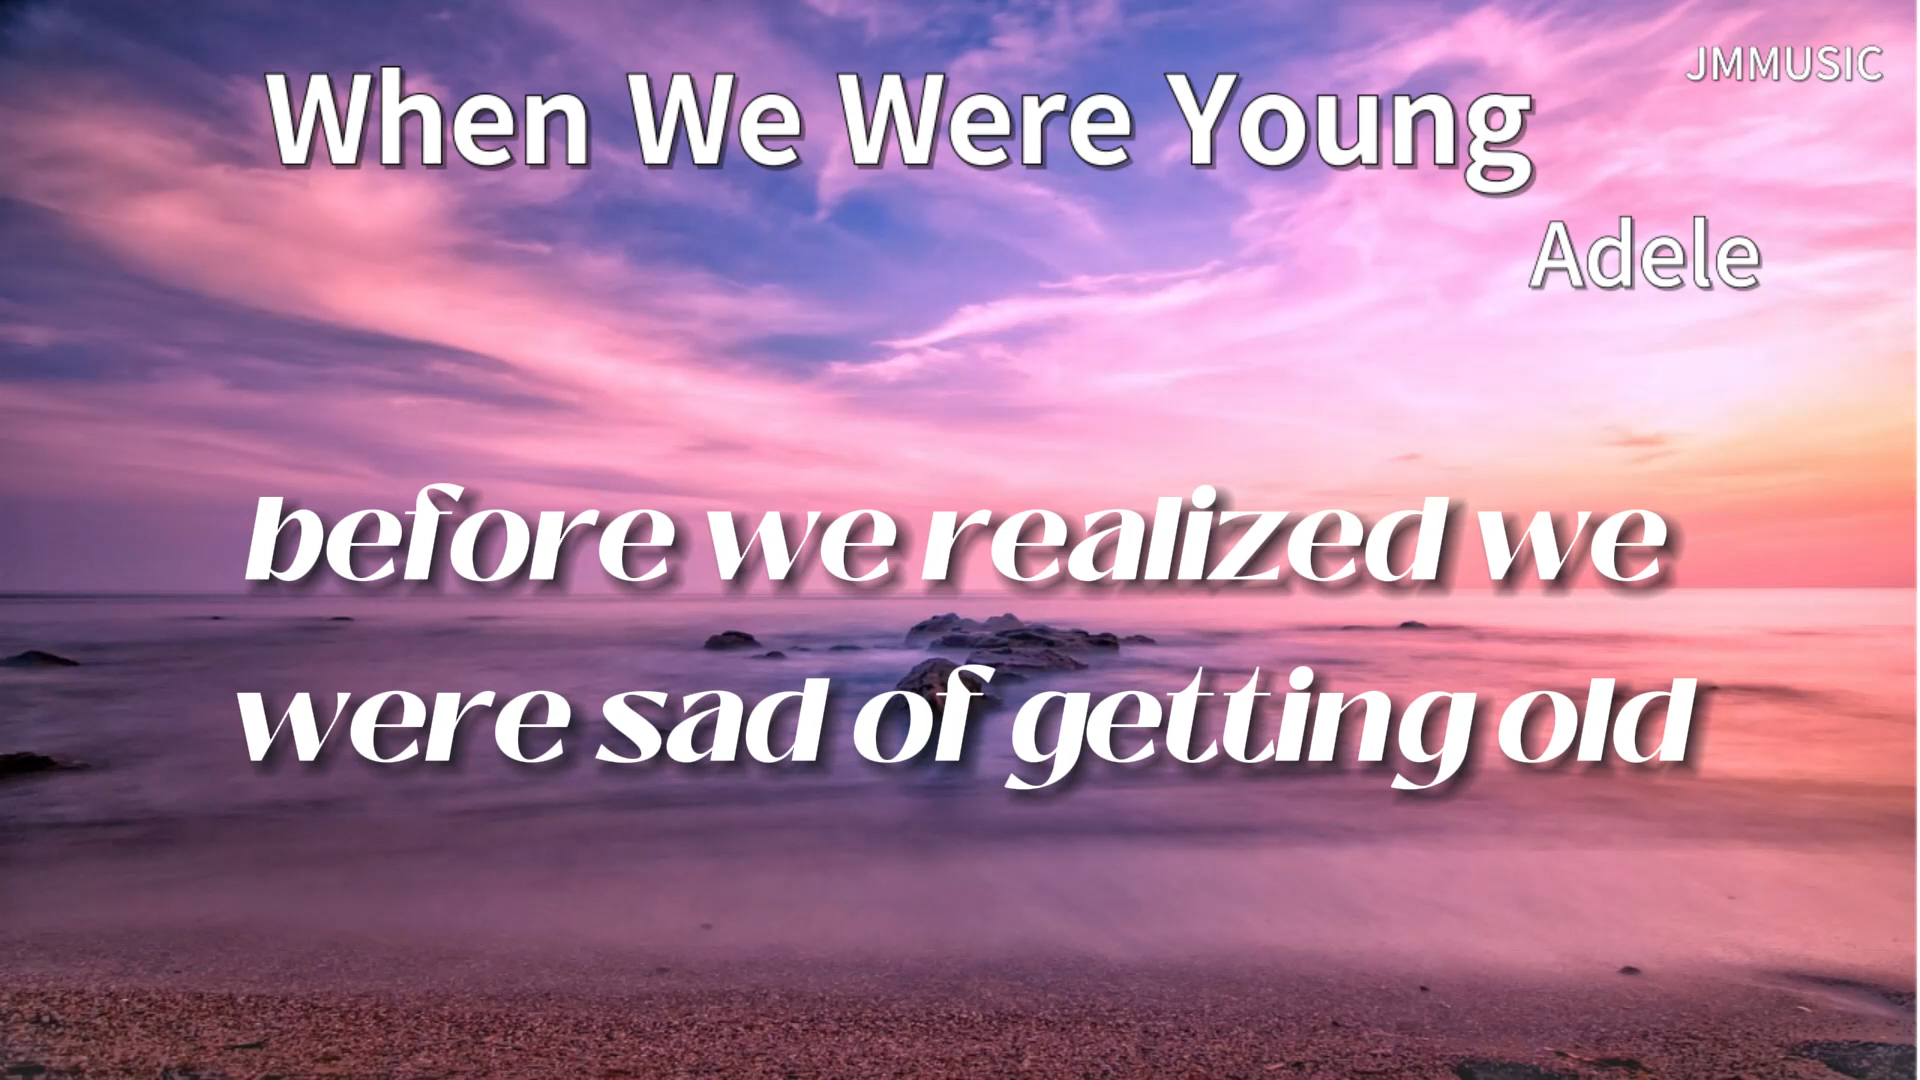 When We Were Young
JMMUSIC
Adele
before we realized we
were sad of getting old